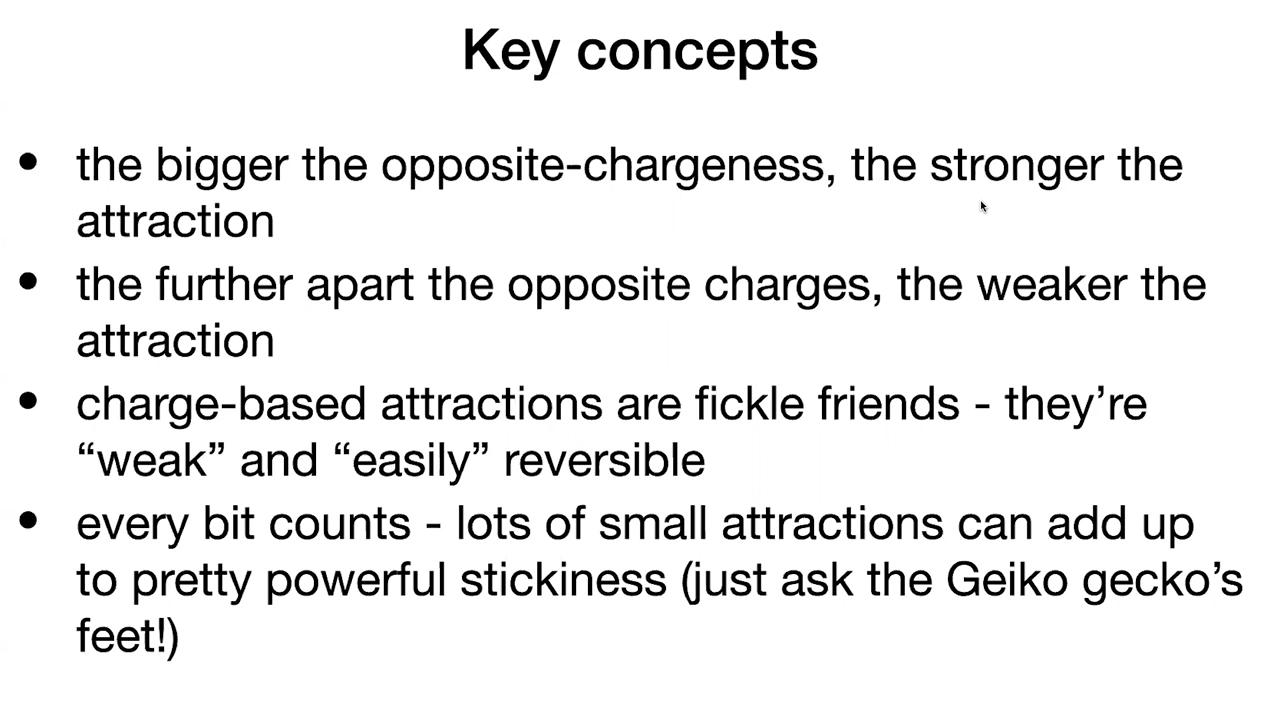 Key concepts
• the bigger the opposite-chargeness, the stronger the
attraction
• the further apart the opposite charges, the weaker the
attraction
• charge-based attractions are fickle friends - they’re
“weak” and “easily” reversible
• every bit counts - lots of small attractions can add up
to pretty powerful stickiness (just ask the Geiko gecko’s
feet!)